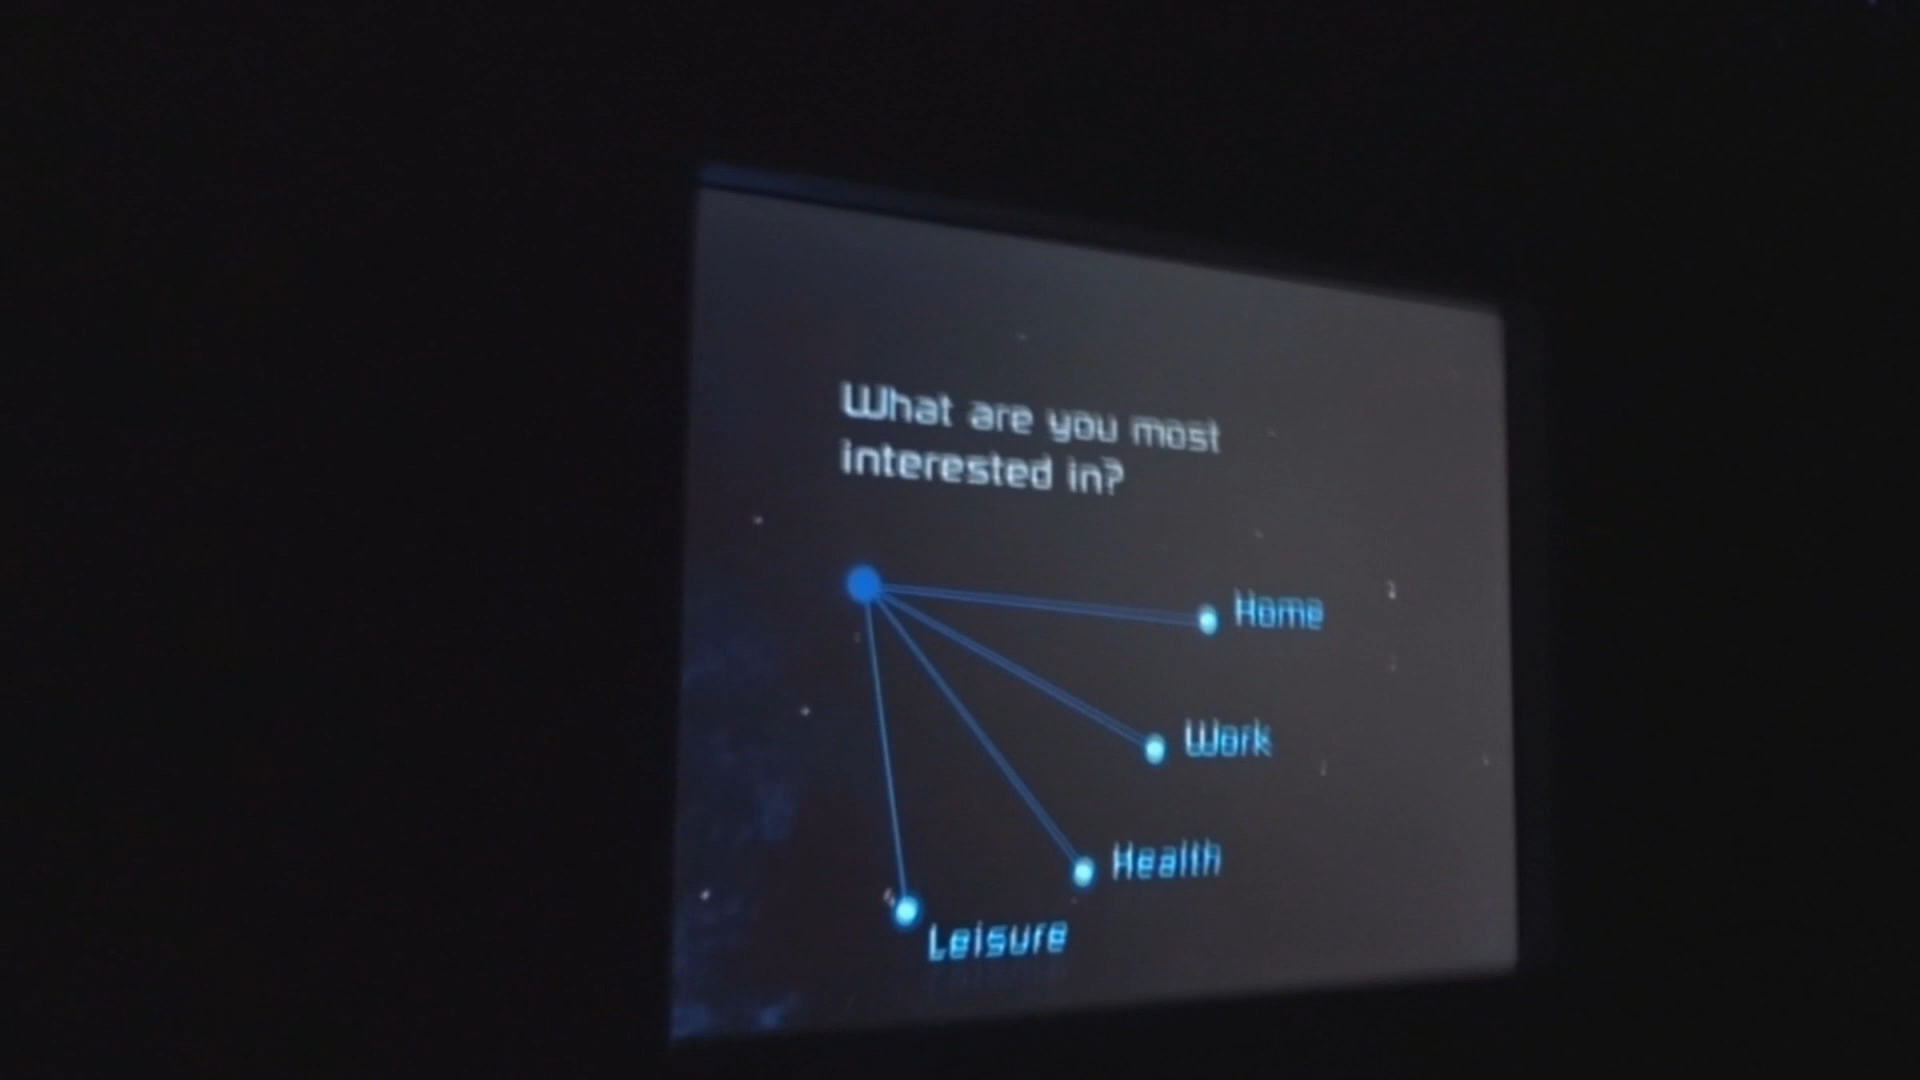 What are you most
interested in?
Home
Work
Health
Leisure